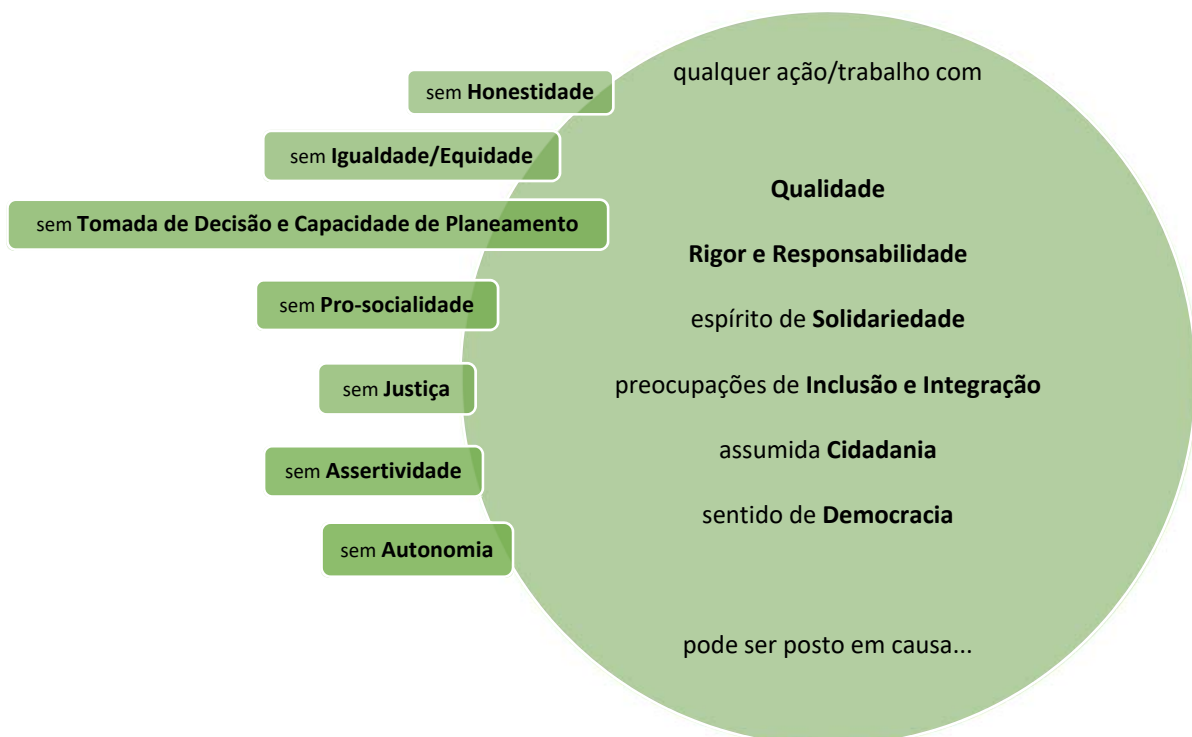 sem Honestidade
sem Igualdade/Equidade
sem Tomada de Decisão e Capacidade de Planeamento
sem Pro-socialidade
sem Justiça
sem Assertividade
sem Autonomia
qualquer ação/trabalho com
Qualidade
Rigor e Responsabilidade
espírito de Solidariedade
preocupações de Inclusão e Integração
assumida Cidadania
sentido de Democracia
pode ser posto em causa...